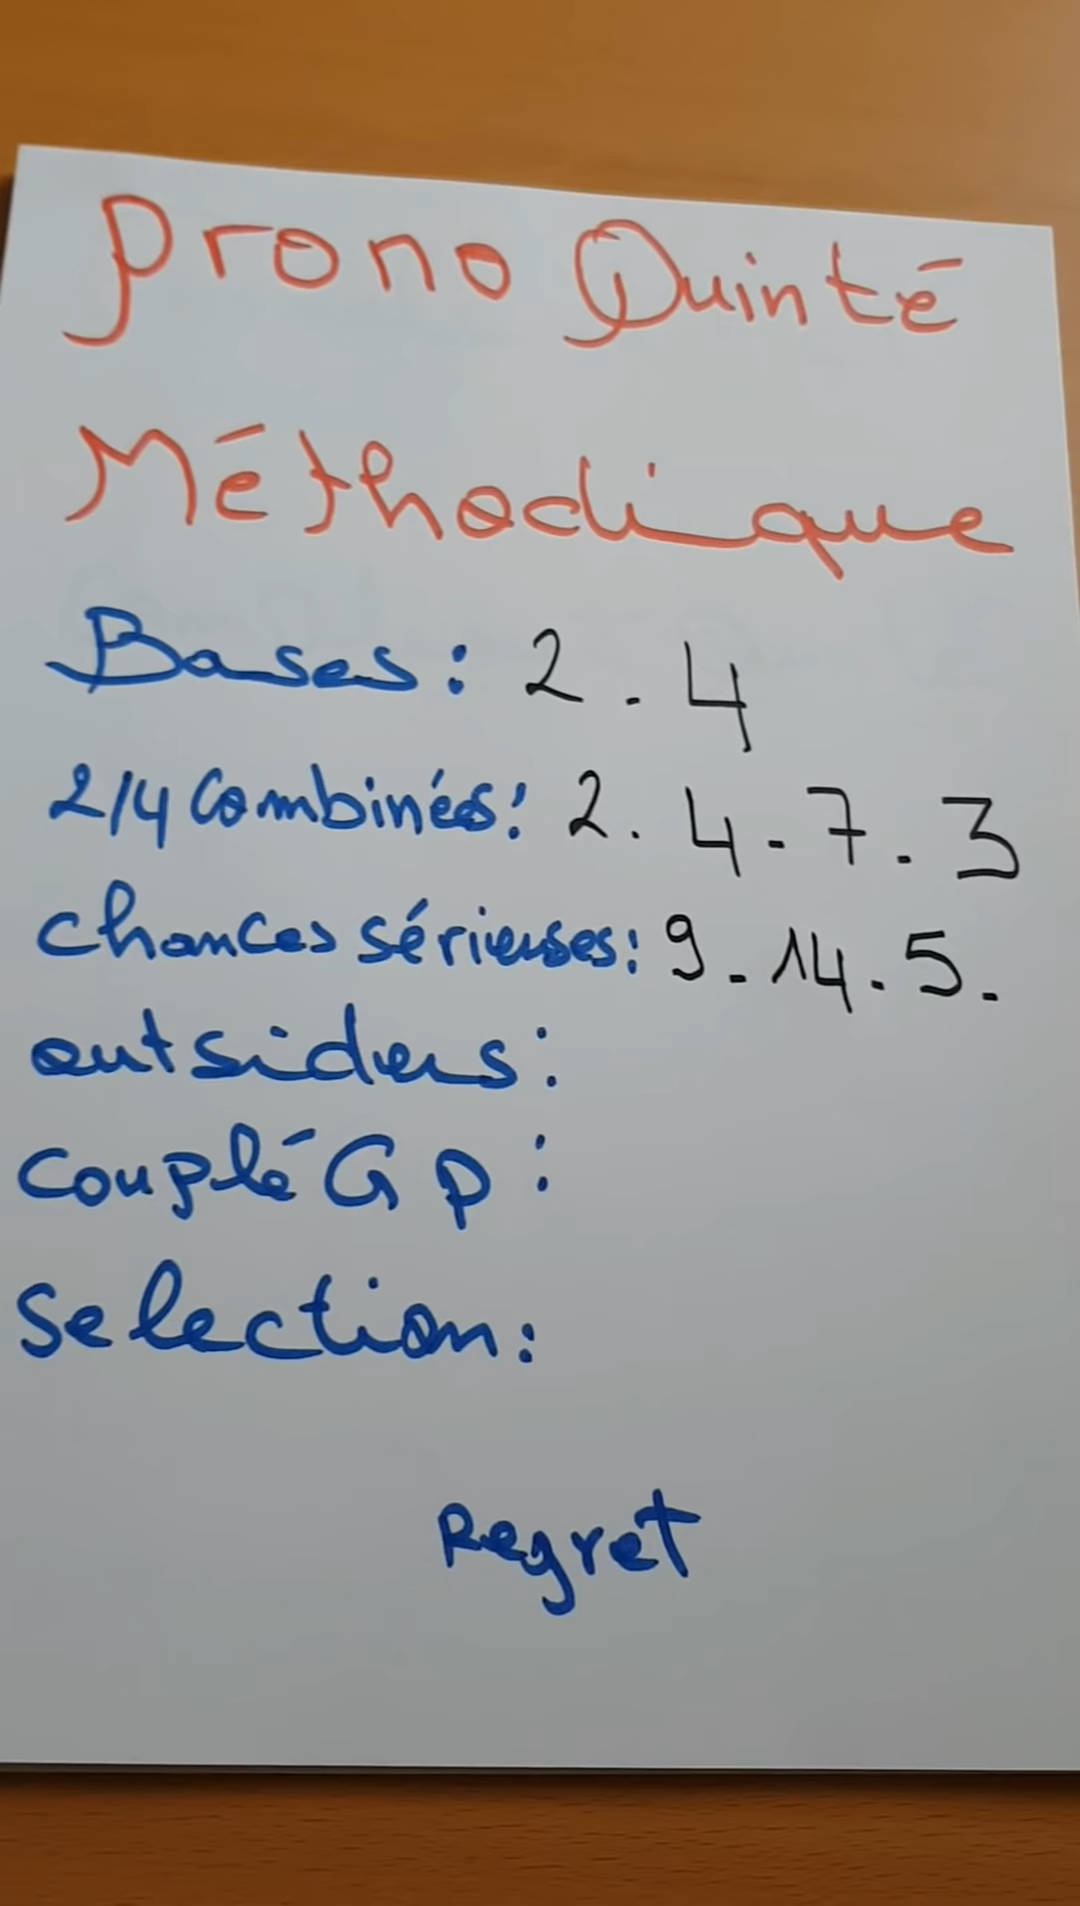 Prono Quinté
Méthodique
Bases: 2.4
2/4 Combinées: 2.4-7.3
chances sérieuses: 9-14.5.
outsiders:
couplé G P:
selection:
Regret